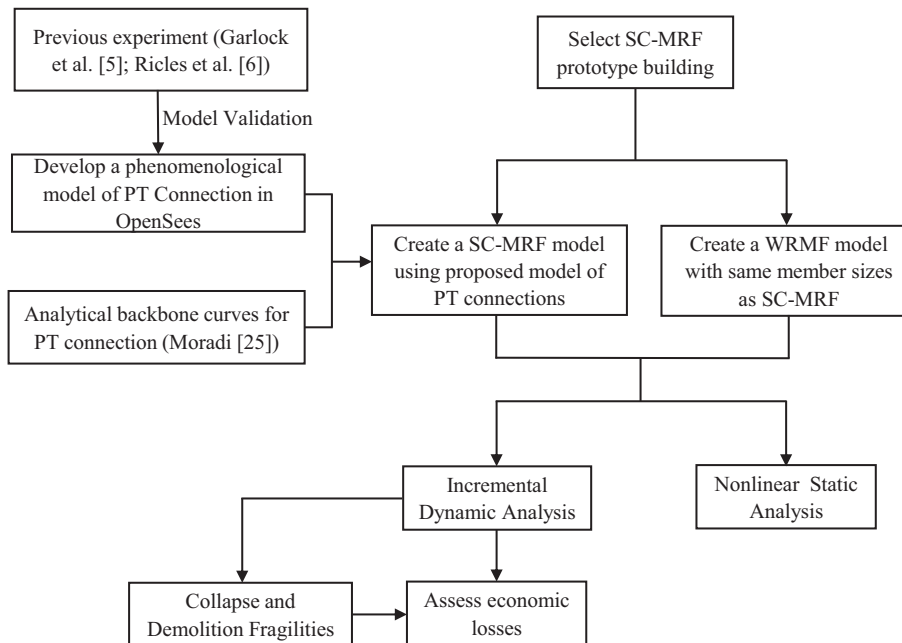 Previous experiment (Garlock
et al. [5]; Ricles et al. [6])
Select SC-MRF
prototype building
Model Validation
Develop a phenomenological
model of PT Connection in
OpenSees
Create a SC-MRF model
using proposed model of
PT connections
Create a WRMF model
with same member sizes
as SC-MRF
Analytical backbone curves for
PT connection (Moradi [25])
Incremental
Dynamic Analysis
Nonlinear Static
Analysis
Collapse and
Demolition Fragilities
Assess economic
losses